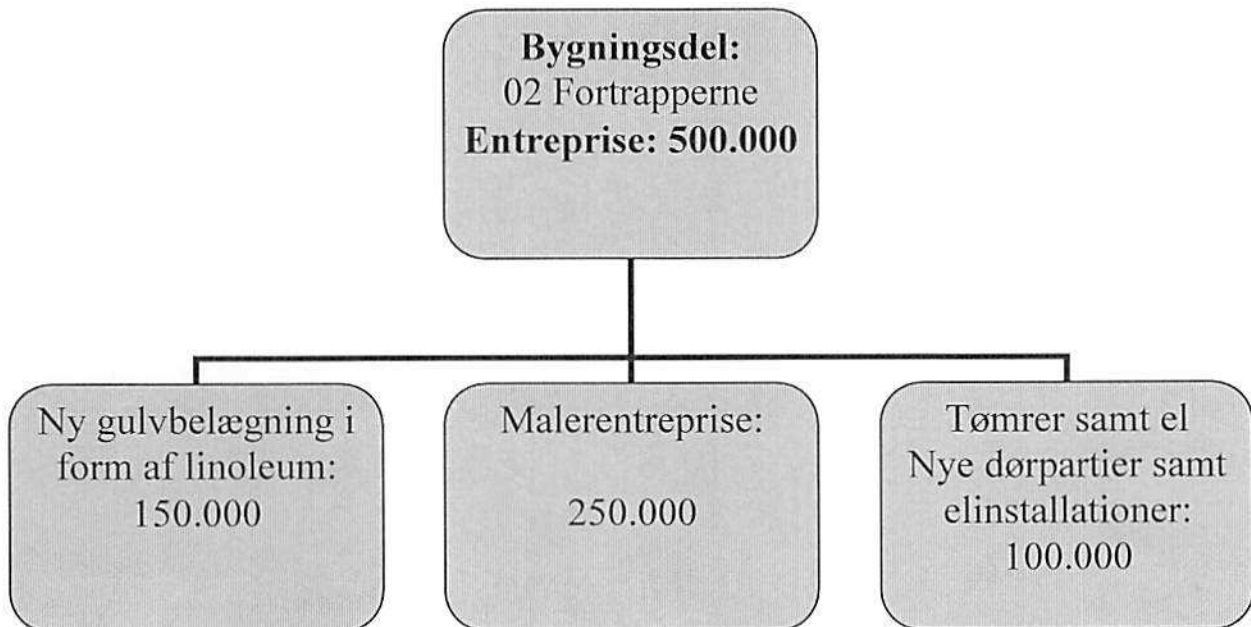 Bygningsdel:
02 Fortrapperne
Entreprise: 500.000
Ny gulvbelægning i
form af linoleum:
150.000
Malerentreprise:
250.000
Tømrer samt el
Nye dørpartier samt
elinstallationer:
100.000